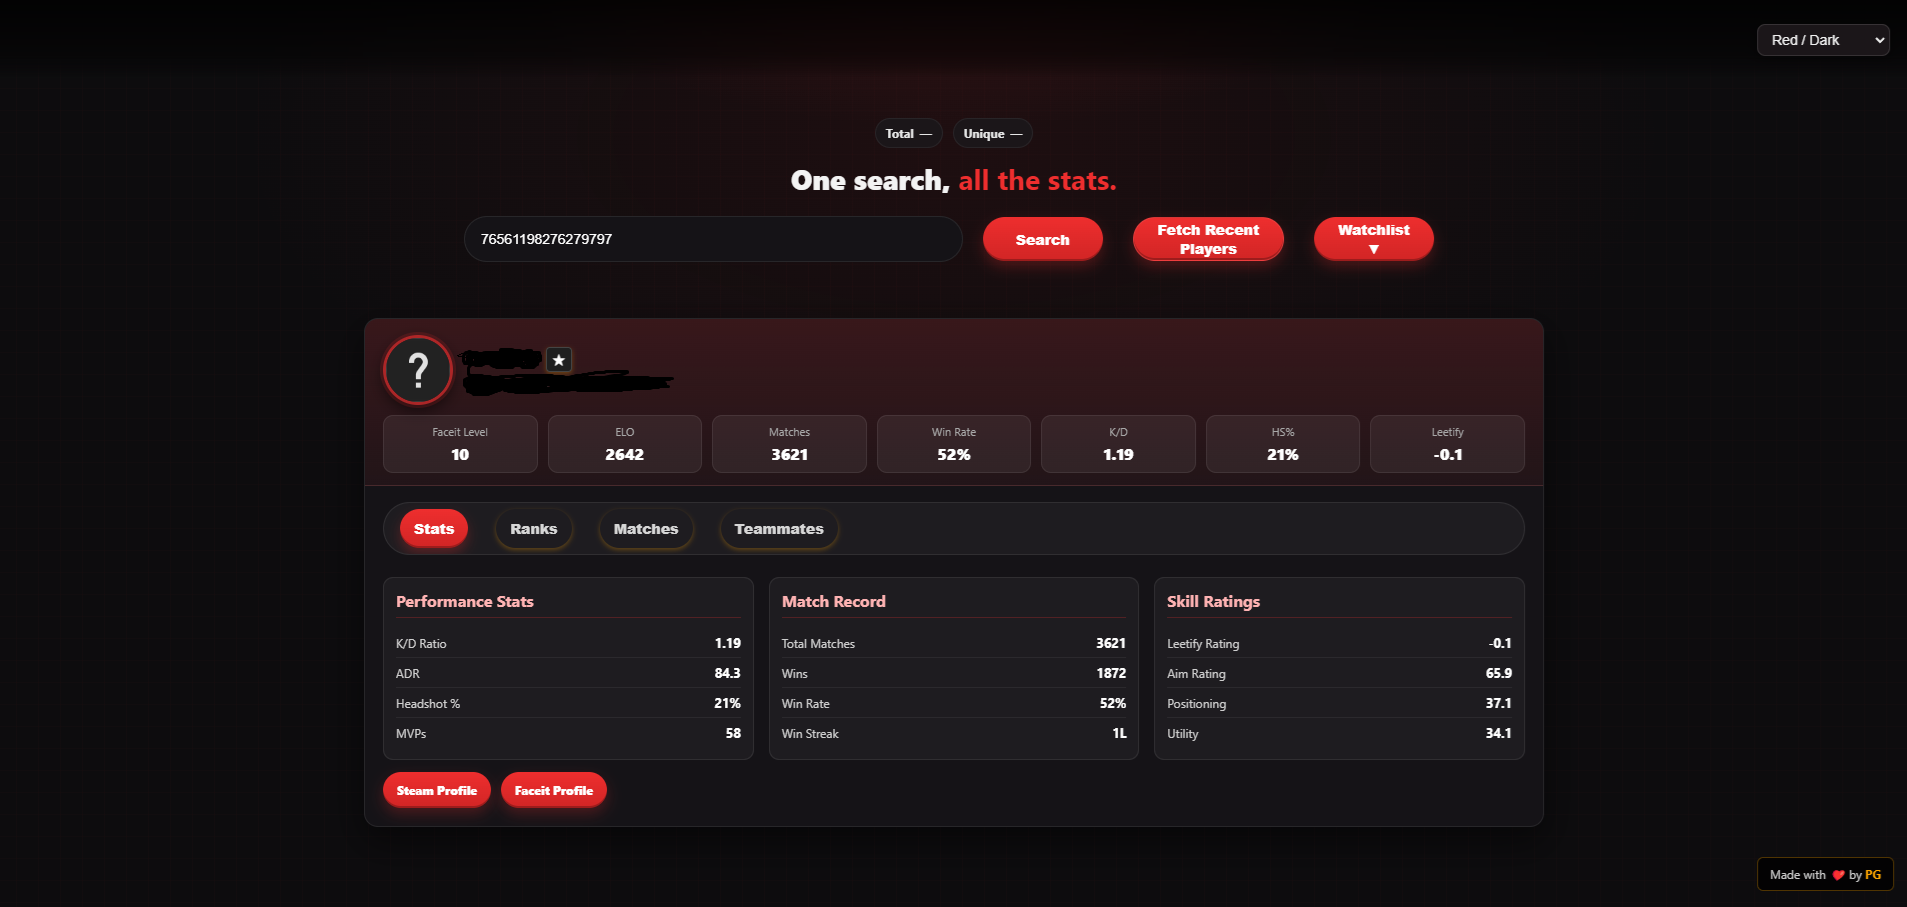 Red / Dark
Total —
Unique —
One search, all the stats.
76561198276279797
Search
Fetch Recent
Players
Watchlist
▼
?
★
Faceit Level
10
ELO
2642
Matches
3621
Win Rate
52%
K/D
1.19
HS%
21%
Leetify
-0.1
Stats
Ranks
Matches
Teammates
Performance Stats
K/D Ratio 1.19
ADR 84.3
Headshot % 21%
MVPs 58
Match Record
Total Matches 3621
Wins 1872
Win Rate 52%
Win Streak 1L
Skill Ratings
Leetify Rating -0.1
Aim Rating 65.9
Positioning 37.1
Utility 34.1
Steam Profile
Faceit Profile
Made with ❤️ by PG